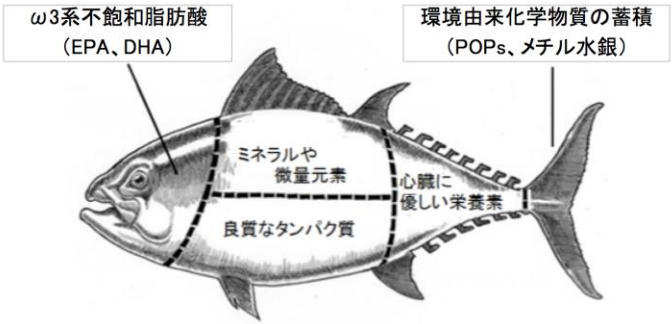 ω3系不飽和脂肪酸
(EPA、DHA)
環境由来化学物質の蓄積
(POPs、メチル水銀)
ミネラルや
微量元素
良質なタンパク質
心臓に
優しい栄養素